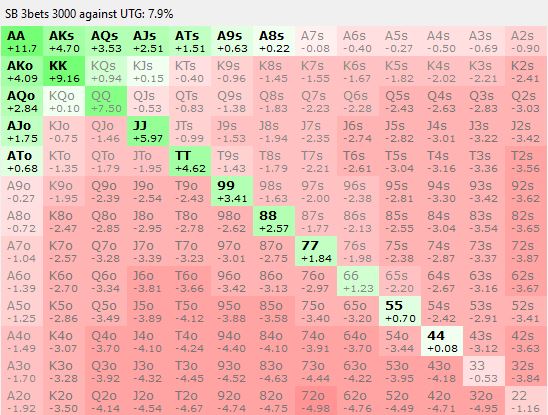 SB 3bets 3000 against UTG: 7.9%
AA AKs AQs AJs ATs A9s A8s A7s A6s A5s A4s A3s A2s
+11.7 +4.70 +3.53 +2.51 +1.51 +0.63 +0.22 -0.08 -0.40 -0.27 -0.50 -0.69 -0.90
AKo KK KQs KJs KTs K9s K8s K7s K6s K5s K4s K3s K2s
+4.09 +9.16 +0.94 +0.15 -0.40 -0.96 -1.45 -1.55 -1.67 -1.82 -2.02 -2.21 -2.41
AQo KQo QQ QJs QTs Q9s Q8s Q7s Q6s Q5s Q4s Q3s Q2s
+2.84 +0.10 +7.50 -0.53 -0.83 -1.38 -1.83 -2.23 -2.28 -2.43 -2.63 -2.83 -3.03
AJo KJo QJo JJ JTs J9s J8s J7s J6s J5s J4s J3s J2s
+1.75 -0.75 -1.46 +5.97 -0.99 -1.53 -1.94 -2.35 -2.74 -2.82 -3.01 -3.22 -3.42
ATo KTo QTo JTo TT T9s T8s T7s T6s T5s T4s T3s T2s
+0.68 -1.35 -1.79 -1.95 +4.62 -1.43 -1.79 -2.21 -2.61 -3.04 -3.16 -3.36 -3.56
A9o K9o Q9o J9o T9o 99 98s 97s 96s 95s 94s 93s 92s
-0.27 -1.95 -2.39 -2.54 -2.43 +3.41 -1.63 -2.00 -2.38 -2.81 -3.30 -3.42 -3.62
A8o K8o Q8o J8o T8o 98o 88 87s 86s 85s 84s 83s 82s
-0.72 -2.47 -2.85 -2.95 -2.78 -2.62 +2.57 -1.77 -2.13 -2.55 -3.04 -3.54 -3.65
A7o K7o Q7o J7o T7o 97o 87o 77 76s 75s 74s 73s 72s
-1.04 -2.57 -3.28 -3.39 -3.23 -3.01 -2.75 +1.84 -1.98 -2.38 -2.87 -3.37 -3.87
A6o K6o Q6o J6o T6o 96o 86o 76o 66 65s 64s 63s 62s
-1.39 -2.70 -3.34 -3.81 -3.66 -3.42 -3.13 -2.97 +1.23 -2.20 -2.67 -3.16 -3.67
A5o K5o Q5o J5o T5o 95o 85o 75o 65o 55 54s 53s 52s
-1.25 -2.86 -3.49 -3.89 -4.12 -3.88 -3.58 -3.40 -3.20 +0.70 -2.42 -2.91 -3.41
A4o K4o Q4o J4o T4o 94o 84o 74o 64o 54o 44 43s 42s
-1.49 -3.07 -3.70 -4.10 -4.24 -4.40 -4.10 -3.91 -3.70 -3.44 +0.08 -3.12 -3.63
A3o K3o Q3o J3o T3o 93o 83o 73o 63o 53o 43o 33 32s
-1.70 -3.28 -3.92 -4.32 -4.45 -4.52 -4.63 -4.44 -4.22 -3.95 -4.18 -0.53 -3.84
A2o K2o Q2o J2o T2o 92o 82o 72o 62o 52o 42o 32o 22
-1.92 -3.50 -4.14 -4.54 -4.67 -4.74 -4.75 -4.98 -4.76 -4.49 -4.71 -4.95 -1.16